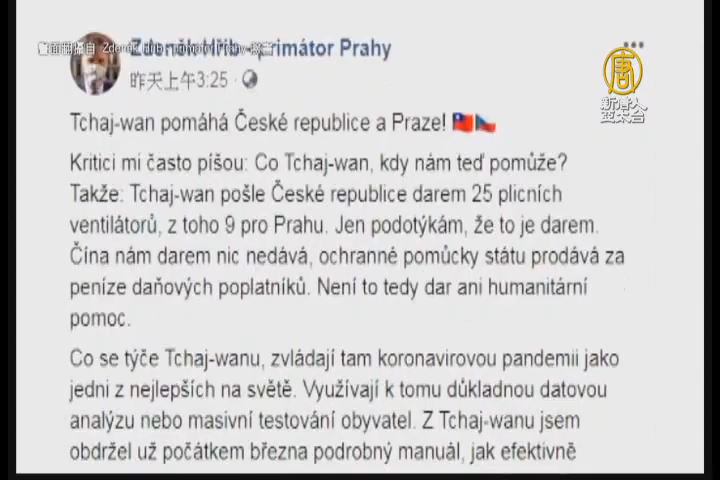 Zdeněk Hřib - primátor Prahy
昨天上午3:25
唐
新唐人
亞太台
Tchaj-wan pomáhá České republice a Praze! 🇹🇼🇨🇿
Kritici mi často píšou: Co Tchaj-wan, kdy nám teď pomůže?
Takže: Tchaj-wan pošle České republice darem 25 plicních
ventilátorů, z toho 9 pro Prahu. Jen podotýkám, že to je darem.
Čína nám darem nic nedává, ochranné pomůcky státu prodává za
peníze daňových poplatníků. Není to tedy dar ani humanitární
pomoc.
Co se týče Tchaj-wanu, zvládají tam koronavirovou pandemii jako
jedni z nejlepších na světě. Využívají k tomu důkladnou datovou
analýzu nebo masivní testování obyvatel. Z Tchaj-wanu jsem
obdržel už počátkem března podrobný manuál, jak efektivně